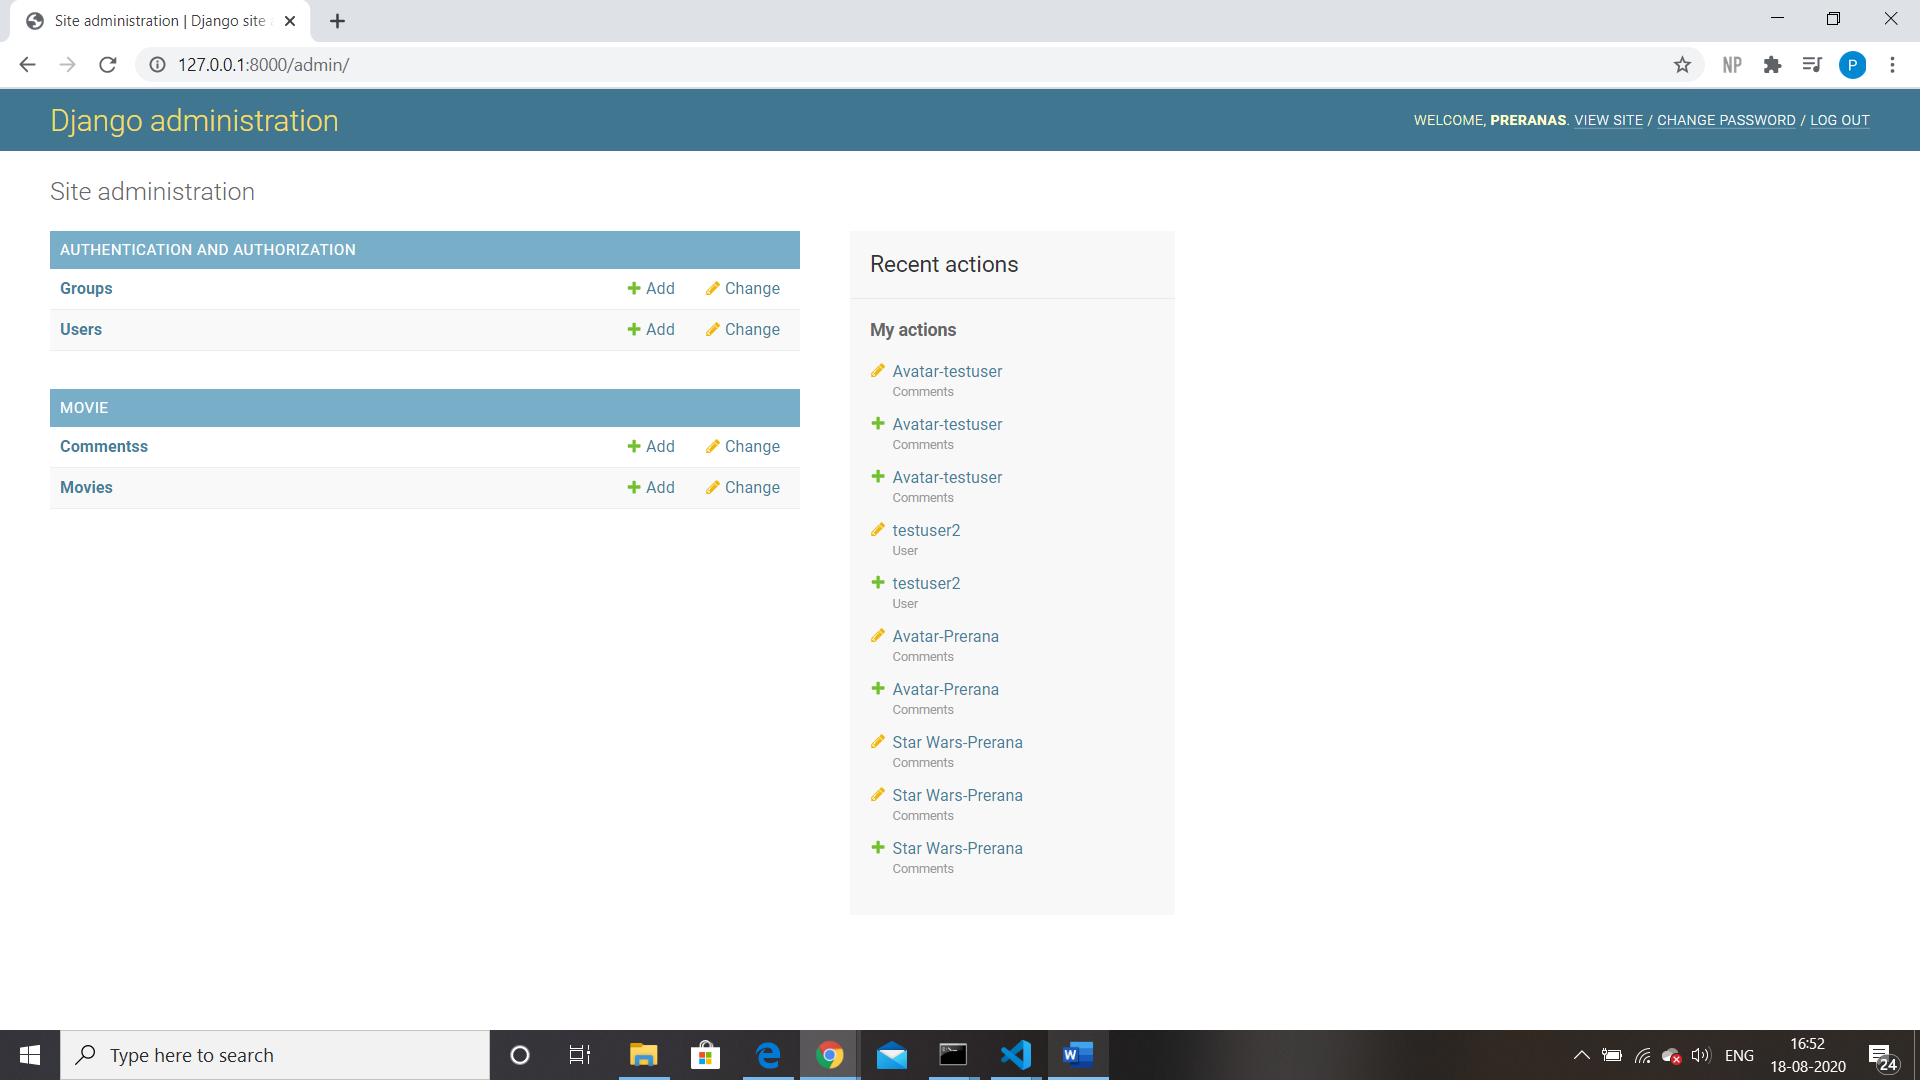 Site administration | Django site
127.0.0.1:8000/admin/
NP
P
Django administration
WELCOME, PRERANAS. VIEW SITE / CHANGE PASSWORD / LOG OUT
Site administration
AUTHENTICATION AND AUTHORIZATION
Groups Add Change
Users Add Change
MOVIE
Commentss Add Change
Movies Add Change
Recent actions
My actions
Avatar-testuser
Comments
Avatar-testuser
Comments
Avatar-testuser
Comments
testuser2
User
testuser2
User
Avatar-Prerana
Comments
Avatar-Prerana
Comments
Star Wars-Prerana
Comments
Star Wars-Prerana
Comments
Star Wars-Prerana
Comments
Type here to search
ENG
16:52
18-08-2020
24